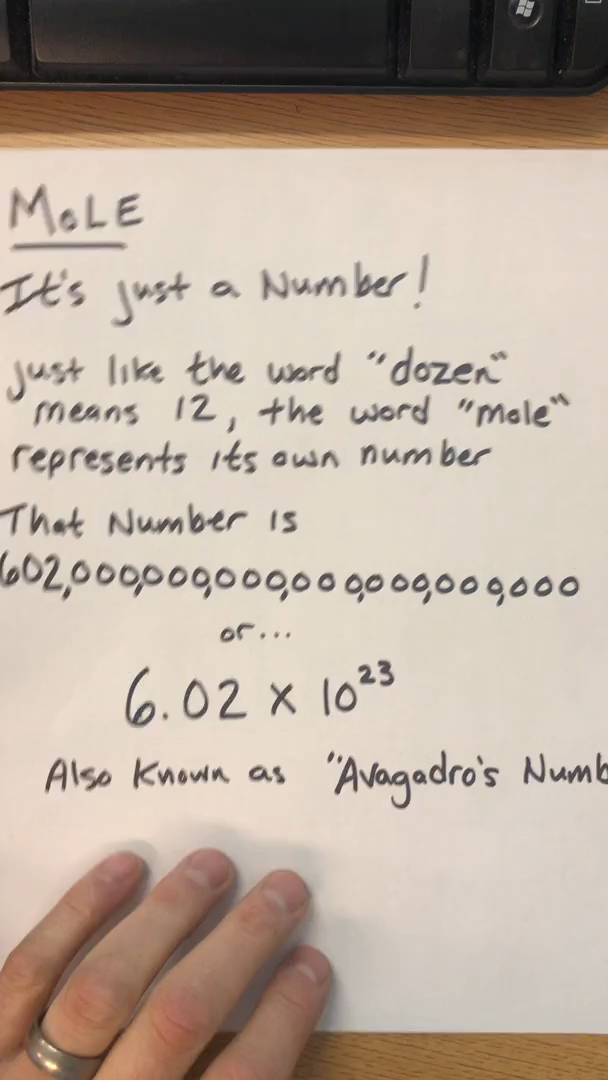 MOLE
It's just a Number!
just like the word "dozen"
means 12, the word "mole"
represents its own number
That Number is
602,000,000,000,000,000,000,000
or...
6.02 x 10²³
Also Known as "Avagadro's Numb